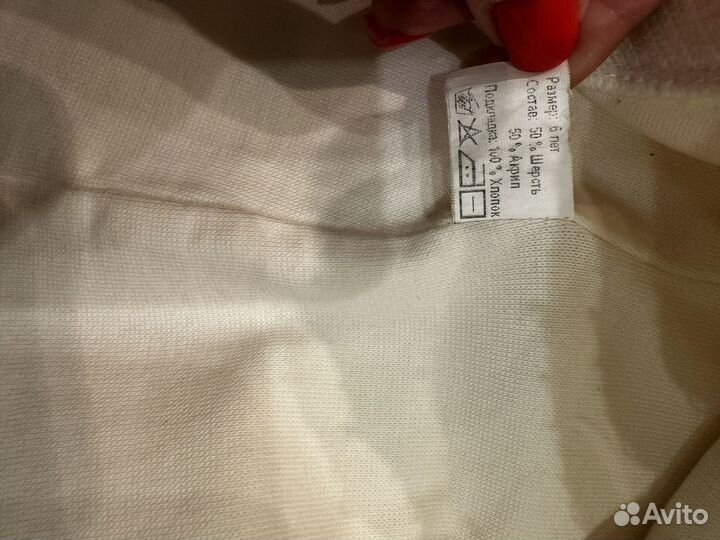 Размер: 6 лет
Состав: 50 % Шерсть
50 % Акрил
Подкладка: 100 % Хлопок
Avito